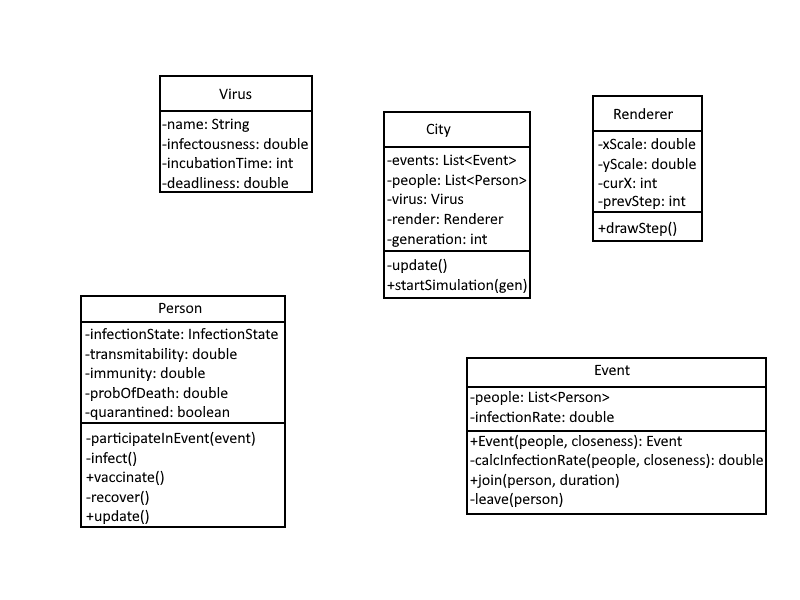 Virus
-name: String
-infectousness: double
-incubationTime: int
-deadliness: double
City
-events: List<Event>
-people: List<Person>
-virus: Virus
-render: Renderer
-generation: int
-update()
+startSimulation(gen)
Renderer
-xScale: double
-yScale: double
-curX: int
-prevStep: int
+drawStep()
Person
-infectionState: InfectionState
-transmitability: double
-immunity: double
-probOfDeath: double
-quarantined: boolean
-participateInEvent(event)
-infect()
+vaccinate()
-recover()
+update()
Event
-people: List<Person>
-infectionRate: double
+Event(people, closeness): Event
-calcInfectionRate(people, closeness): double
+join(person, duration)
-leave(person)